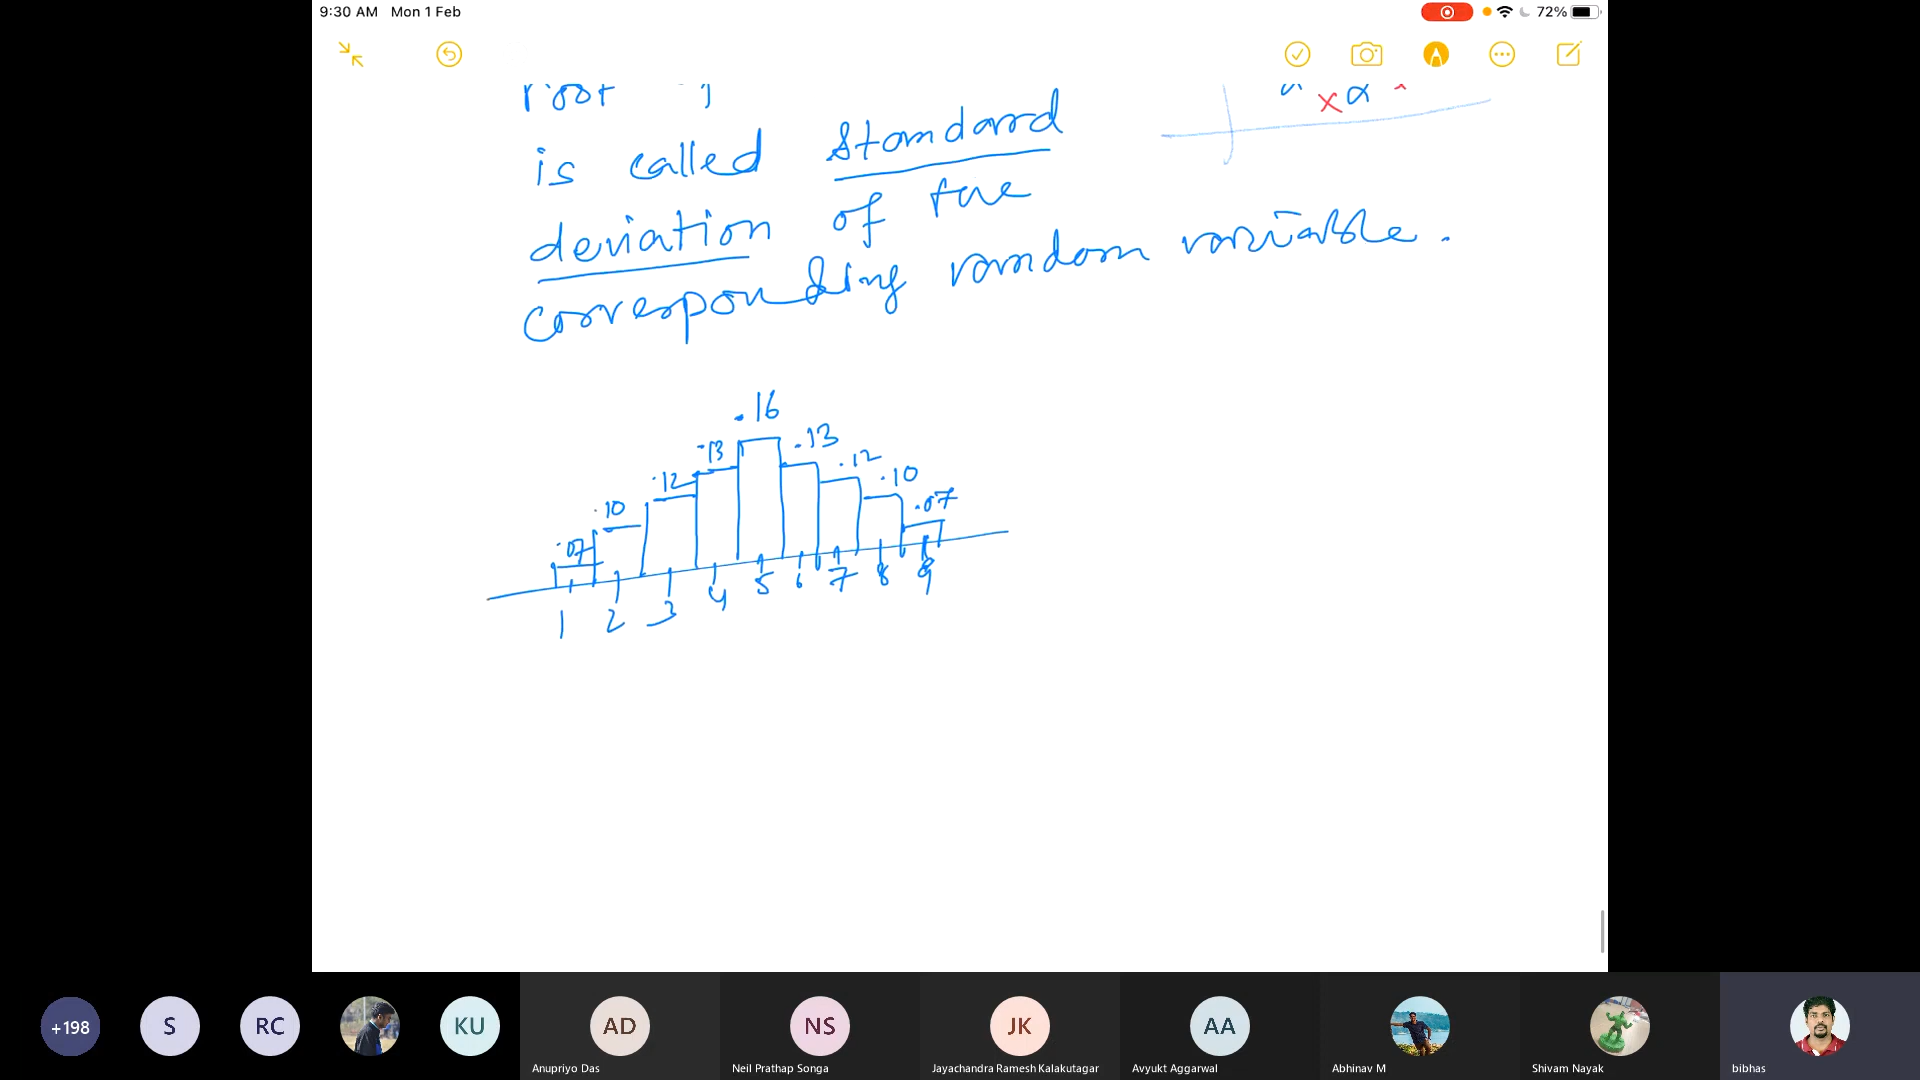 9:30 AM Mon 1 Feb
72%
root
is called standard
deviation of the
corresponding random variable.
.16
.13 .13
.12 .12
.10 .10
.07 .07
1 2 3 4 5 6 7 8 9
x α
+198 S RC KU AD NS JK AA
Anupriyo Das Neil Prathap Songa Jayachandra Ramesh Kalakutagar Avyukt Aggarwal Abhinav M Shivam Nayak bibhas